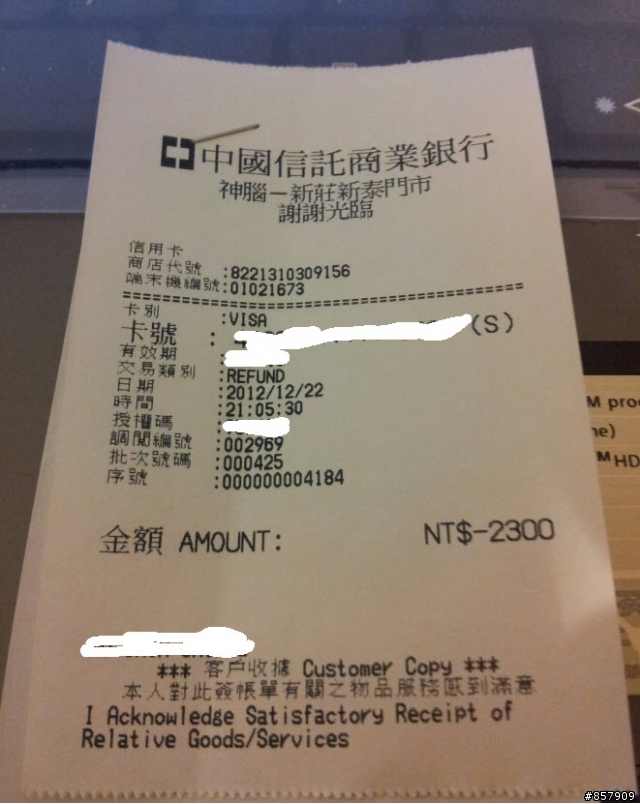 中國信託商業銀行
神腦－新莊新泰門市
謝謝光臨
信用卡
商店代號 :8221310309156
端末機編號:01021673
卡別 :VISA
卡號 : (S)
有效期 :
交易類別 :REFUND
日期 :2012/12/22
時間 :21:05:30
授權碼 :
調閱編號 :002969
批次號碼 :000425
序號 :000000004184
金額 AMOUNT: NT$-2300
*** 客戶收據 Customer Copy ***
本人對此簽帳單有關之物品服務感到滿意
I Acknowledge Satisfactory Receipt of
Relative Goods/Services
M pro
ne)
™HD
#857909